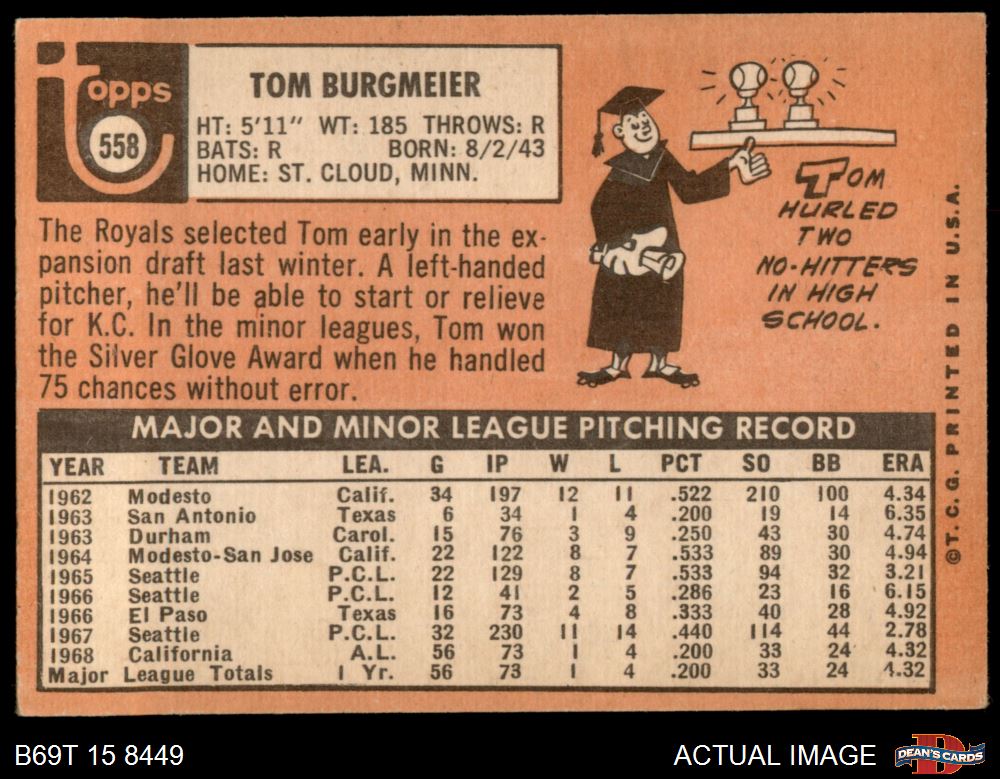 topps
558
TOM BURGMEIER
HT: 5'11" WT: 185 THROWS: R
BATS: R BORN: 8/2/43
HOME: ST. CLOUD, MINN.
The Royals selected Tom early in the ex-
pansion draft last winter. A left-handed
pitcher, he'll be able to start or relieve
for K.C. In the minor leagues, Tom won
the Silver Glove Award when he handled
75 chances without error.
TOM
HURLED
TWO
NO-HITTERS
IN HIGH
SCHOOL.
MAJOR AND MINOR LEAGUE PITCHING RECORD
YEAR TEAM LEA. G IP W L PCT SO BB ERA
1962 Modesto Calif. 34 197 12 11 .522 210 100 4.34
1963 San Antonio Texas 6 34 1 4 .200 19 14 6.35
1963 Durham Carol. 15 76 3 9 .250 43 30 4.74
1964 Modesto-San Jose Calif. 22 122 8 7 .533 89 30 4.94
1965 Seattle P.C.L. 22 129 8 7 .533 94 32 3.21
1966 Seattle P.C.L. 12 41 2 5 .286 23 16 6.15
1966 El Paso Texas 16 73 4 8 .333 40 28 4.92
1967 Seattle P.C.L. 32 230 11 14 .440 114 44 2.78
1968 California A.L. 56 73 1 4 .200 33 24 4.32
Major League Totals 1 Yr. 56 73 1 4 .200 33 24 4.32
©T.C.G. PRINTED IN U.S.A.
B69T 15 8449
ACTUAL IMAGE
D
DEAN'S CARDS